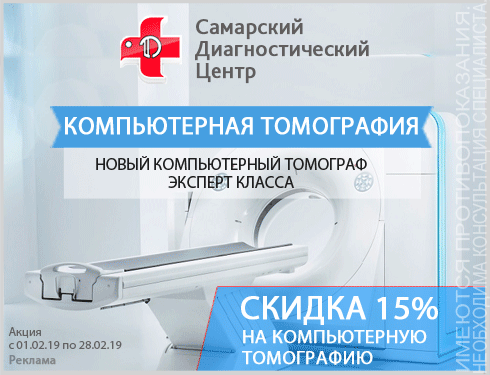 Самарский
Диагностический
Центр
КОМПЬЮТЕРНАЯ ТОМОГРАФИЯ
НОВЫЙ КОМПЬЮТЕРНЫЙ ТОМОГРАФ
ЭКСПЕРТ КЛАССА
СКИДКА 15%
НА КОМПЬЮТЕРНУЮ
ТОМОГРАФИЮ
Акция
с 01.02.19 по 28.02.19
Реклама
ИМЕЮТСЯ ПРОТИВОПОКАЗАНИЯ.
НЕОБХОДИМА КОНСУЛЬТАЦИЯ СПЕЦИАЛИСТА.